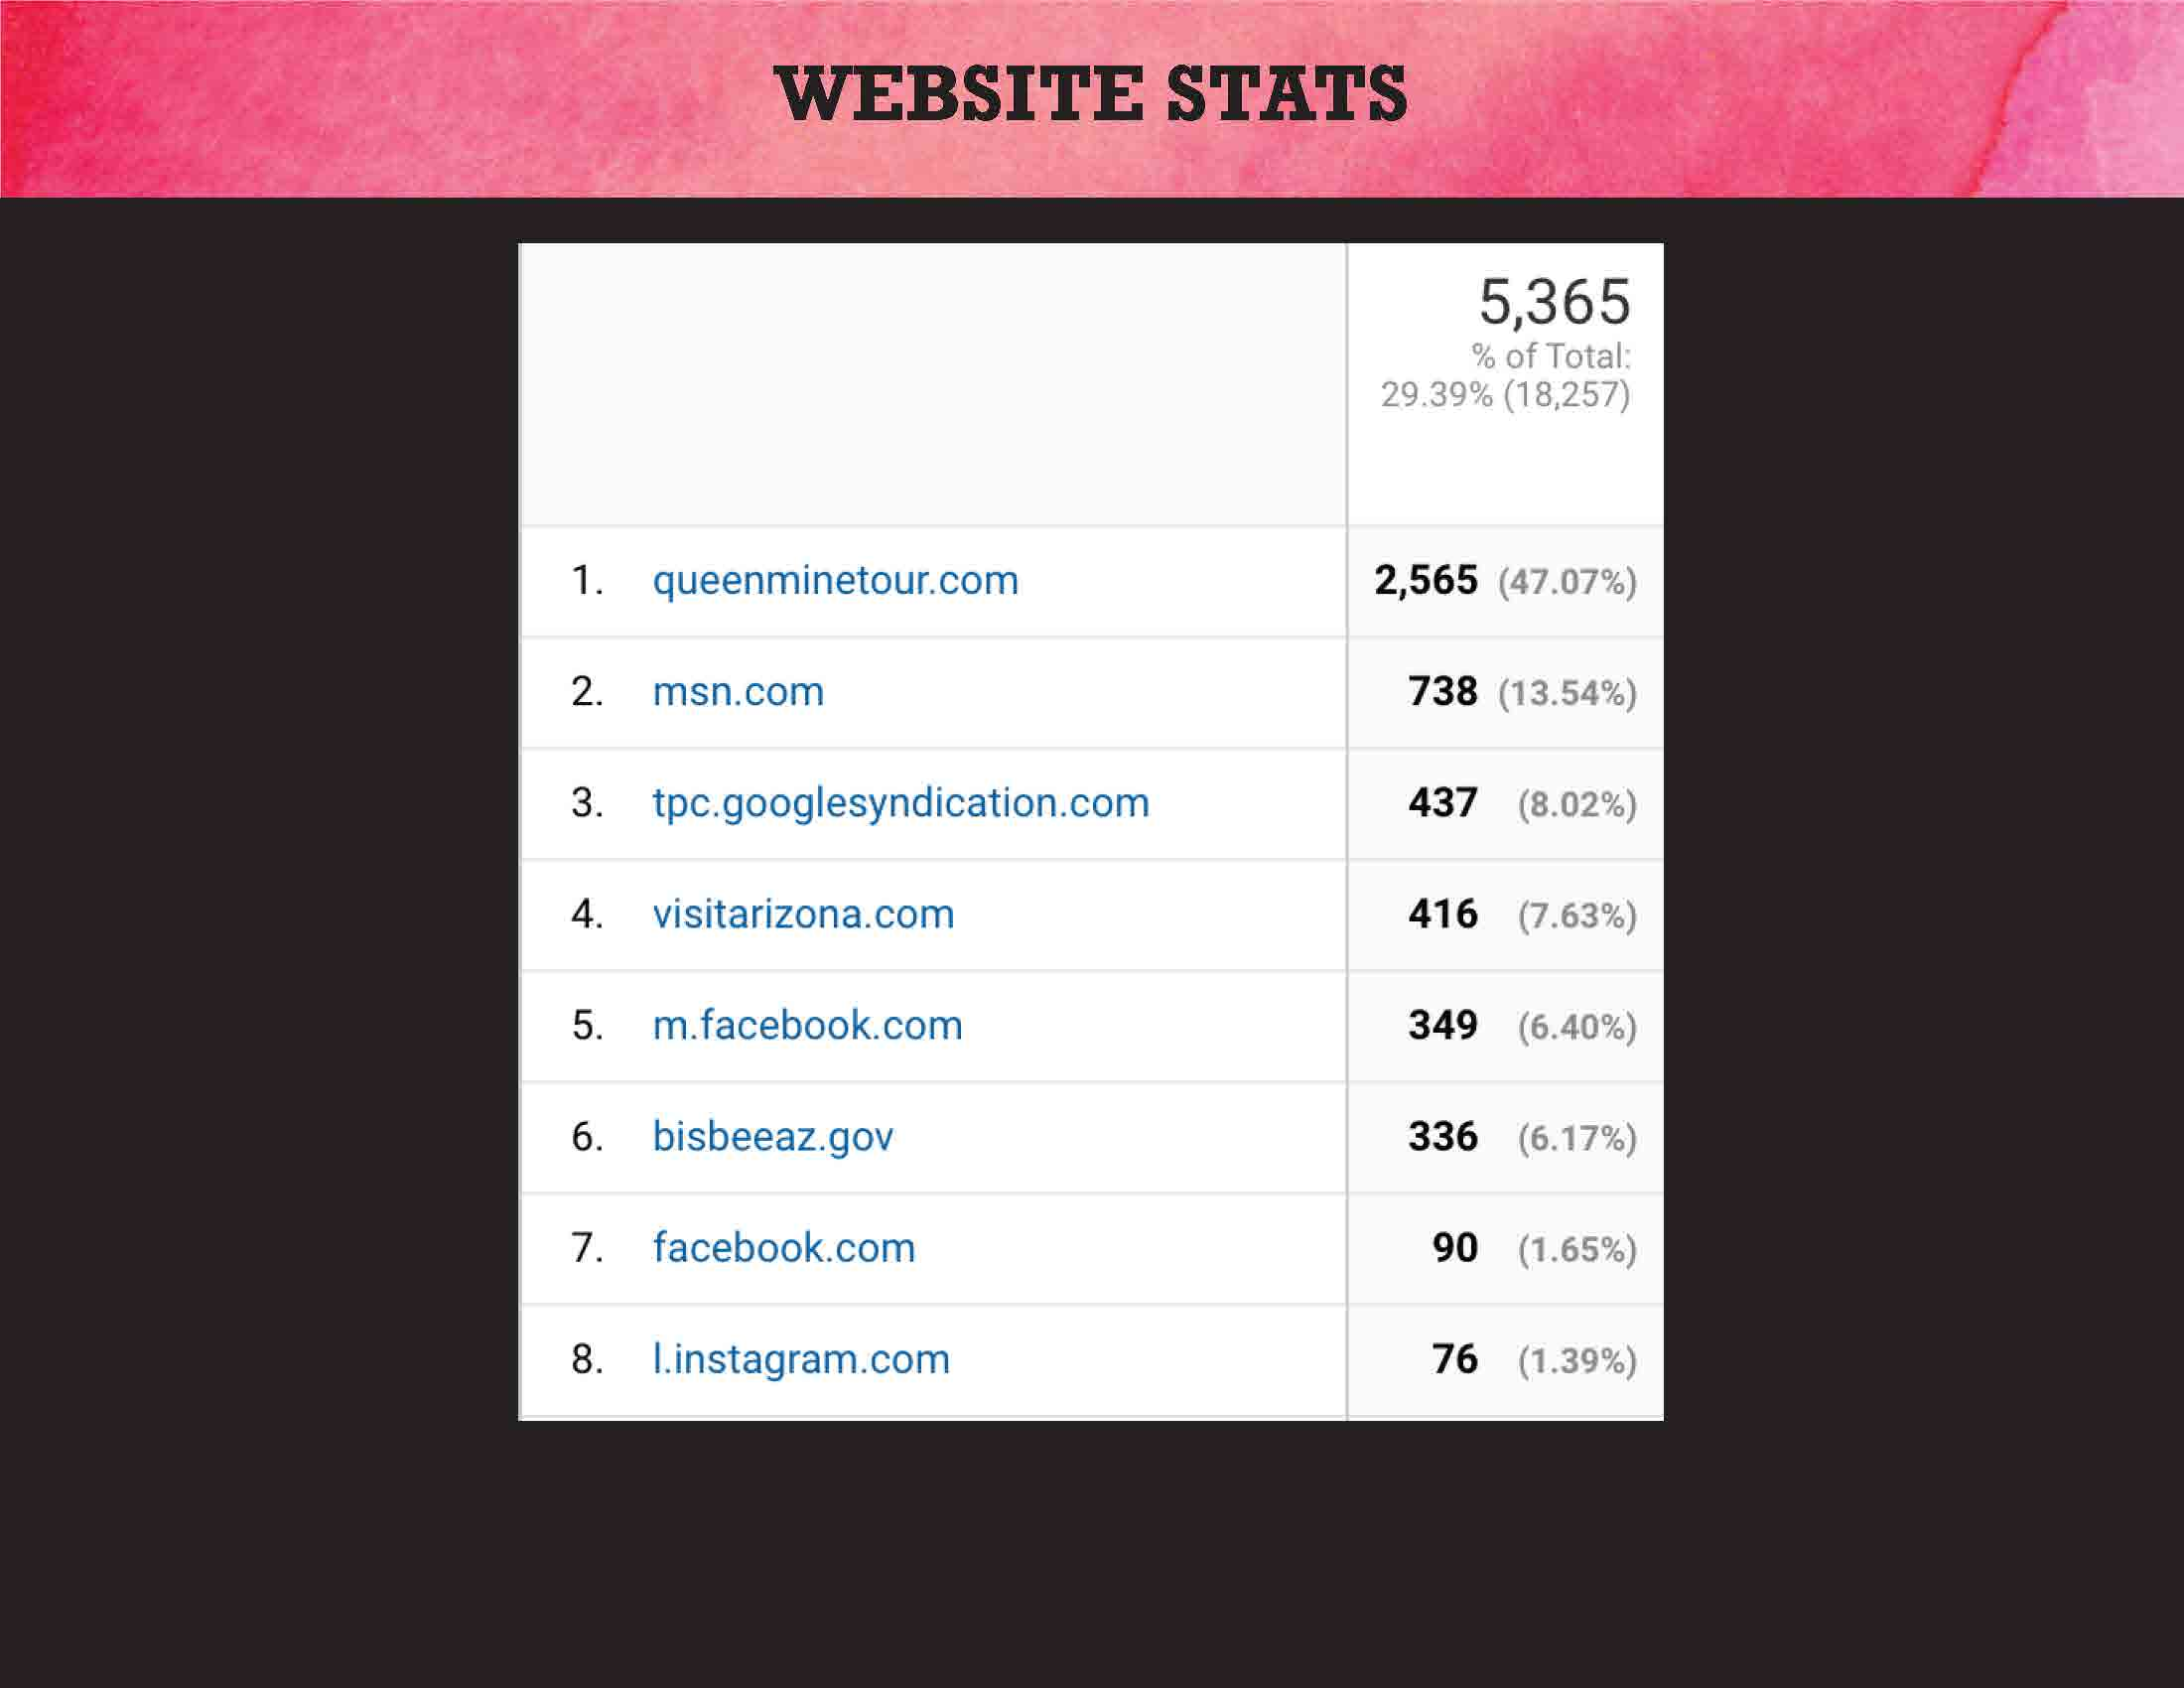 WEBSITE STATS
5,365
% of Total:
29.39% (18,257)
1. queenminetour.com 2,565 (47.07%)
2. msn.com 738 (13.54%)
3. tpc.googlesyndication.com 437 (8.02%)
4. visitarizona.com 416 (7.63%)
5. m.facebook.com 349 (6.40%)
6. bisbeeaz.gov 336 (6.17%)
7. facebook.com 90 (1.65%)
8. l.instagram.com 76 (1.39%)